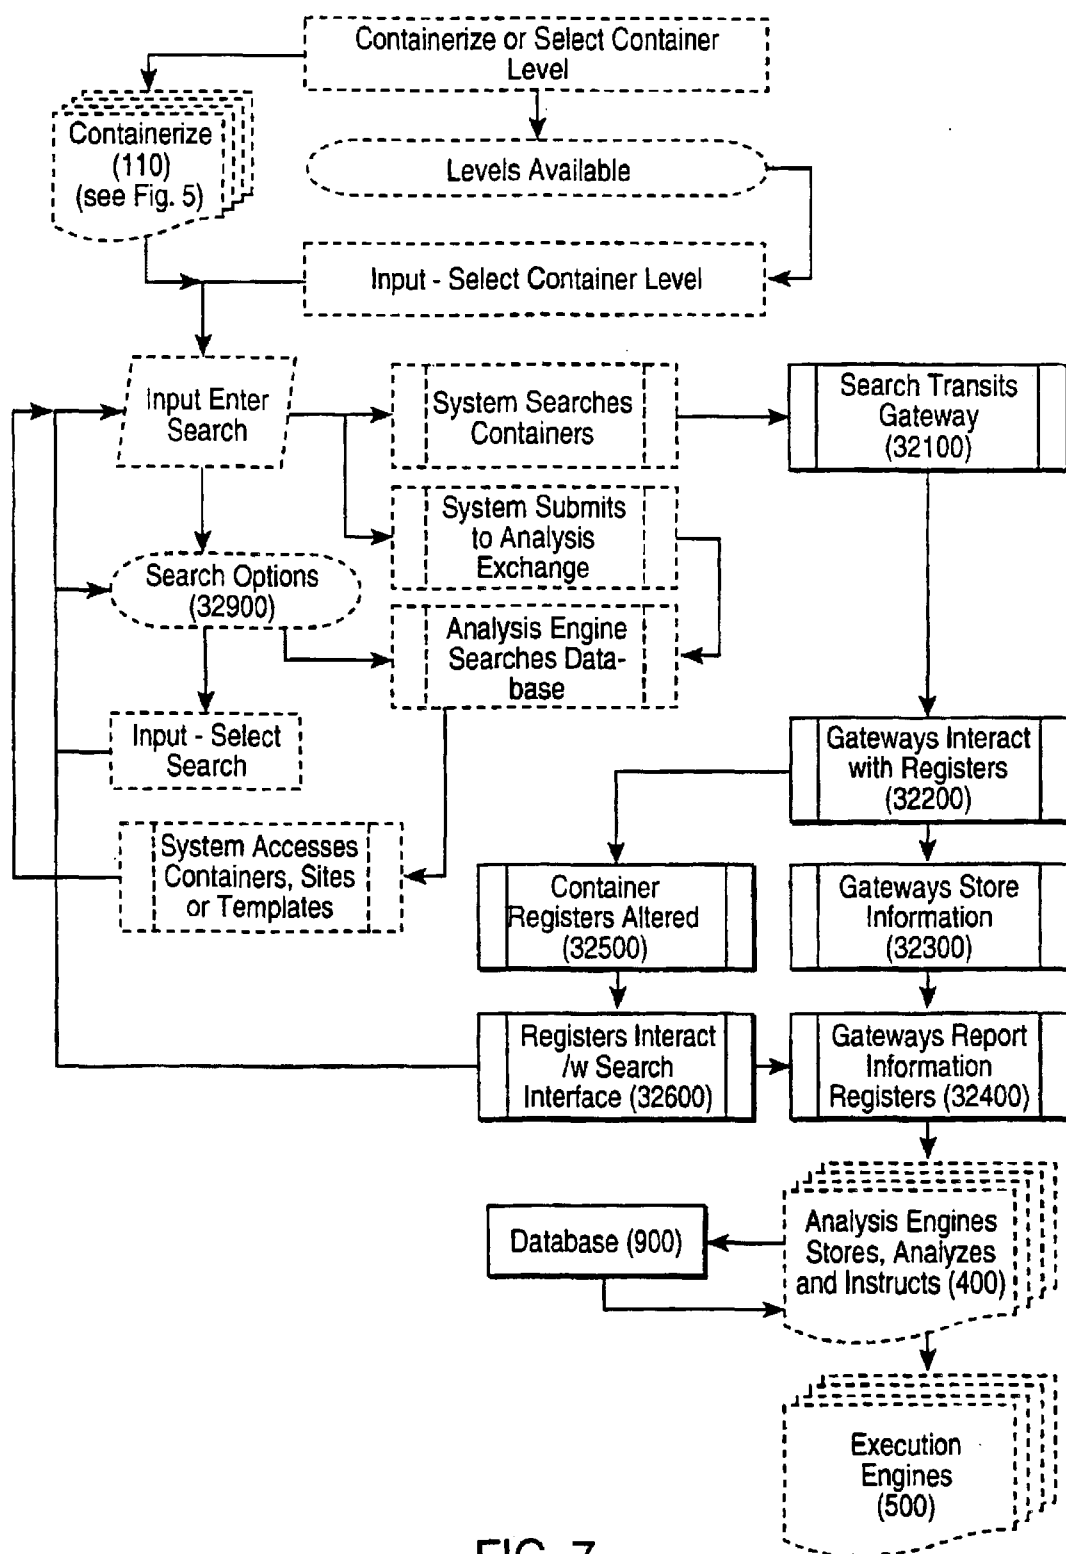 Containerize or Select Container
Level
Containerize
(110)
(see Fig. 5)
Levels Available
Input - Select Container Level
Input Enter
Search
System Searches
Containers
Search Transits
Gateway
(32100)
System Submits
to Analysis
Exchange
Search Options
(32900)
Analysis Engine
Searches Data-
base
Input - Select
Search
Gateways Interact
with Registers
(32200)
System Accesses
Containers, Sites
or Templates
Container
Registers Altered
(32500)
Gateways Store
Information
(32300)
Registers Interact
/w Search
Interface (32600)
Gateways Report
Information
Registers (32400)
Database (900)
Analysis Engines
Stores, Analyzes
and Instructs (400)
Execution
Engines
(500)
FIG. 7